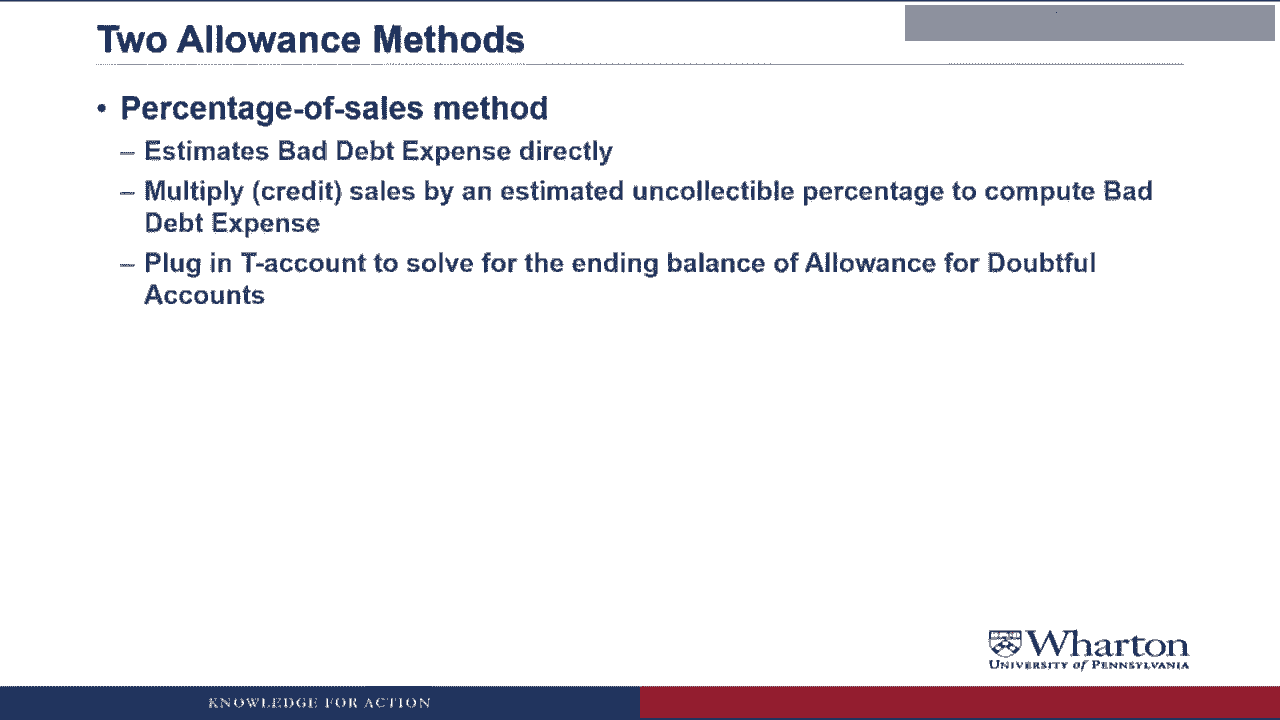 Two Allowance Methods
• Percentage-of-sales method
– Estimates Bad Debt Expense directly
– Multiply (credit) sales by an estimated uncollectible percentage to compute Bad
Debt Expense
– Plug in T-account to solve for the ending balance of Allowance for Doubtful
Accounts
Wharton
UNIVERSITY of PENNSYLVANIA
KNOWLEDGE FOR ACTION